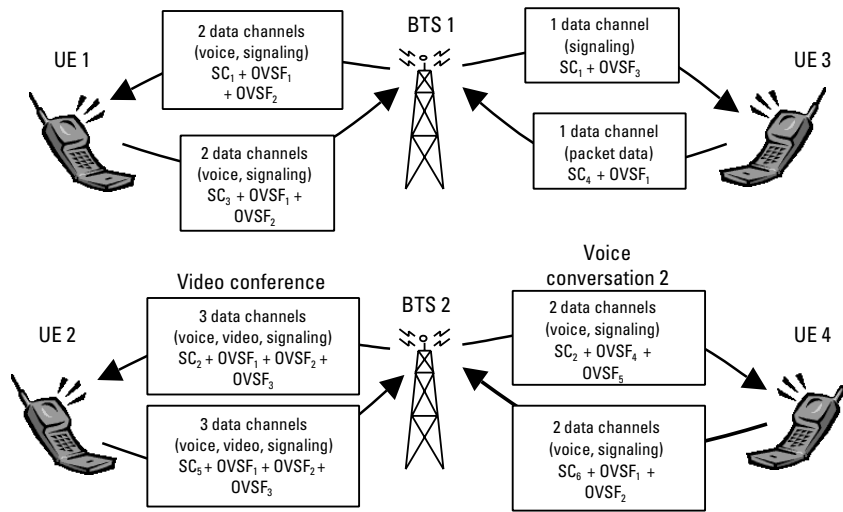 BTS 1
UE 1
2 data channels
(voice, signaling)
SC₁ + OVSF₁
+ OVSF₂
1 data channel
(signaling)
SC₁ + OVSF₃
UE 3
2 data channels
(voice, signaling)
SC₃ + OVSF₁ +
OVSF₂
1 data channel
(packet data)
SC₄ + OVSF₁
Video conference
Voice
conversation 2
BTS 2
UE 2
3 data channels
(voice, video, signaling)
SC₂ + OVSF₁ + OVSF₂ +
OVSF₃
2 data channels
(voice, signaling)
SC₂ + OVSF₄ +
OVSF₅
UE 4
3 data channels
(voice, video, signaling)
SC₅ + OVSF₁ + OVSF₂ +
OVSF₃
2 data channels
(voice, signaling)
SC₆ + OVSF₁ +
OVSF₂